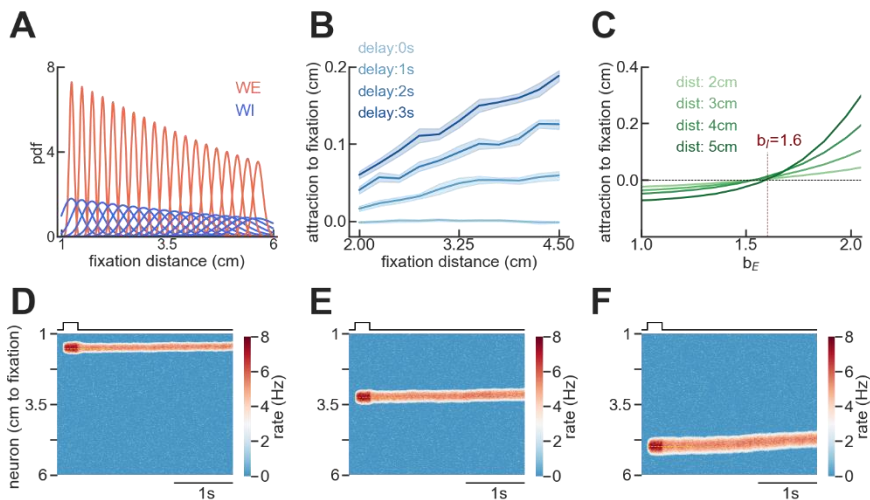 A
8
4
0
pdf
WE
WI
1
3.5
6
fixation distance (cm)
B
delay:0s
delay:1s
delay:2s
delay:3s
0.2
0.1
0.0
attraction to fixation (cm)
2.00
3.25
4.50
fixation distance (cm)
C
0.4
0.2
0.0
attraction to fixation (cm)
dist: 2cm
dist: 3cm
dist: 4cm
dist: 5cm
b_I=1.6
1.0
1.5
2.0
b_E
D
1
3.5
6
neuron (cm to fixation)
8
6
4
2
0
rate (Hz)
1s
E
1
3.5
6
8
6
4
2
0
rate (Hz)
1s
F
1
3.5
6
8
6
4
2
0
rate (Hz)
1s